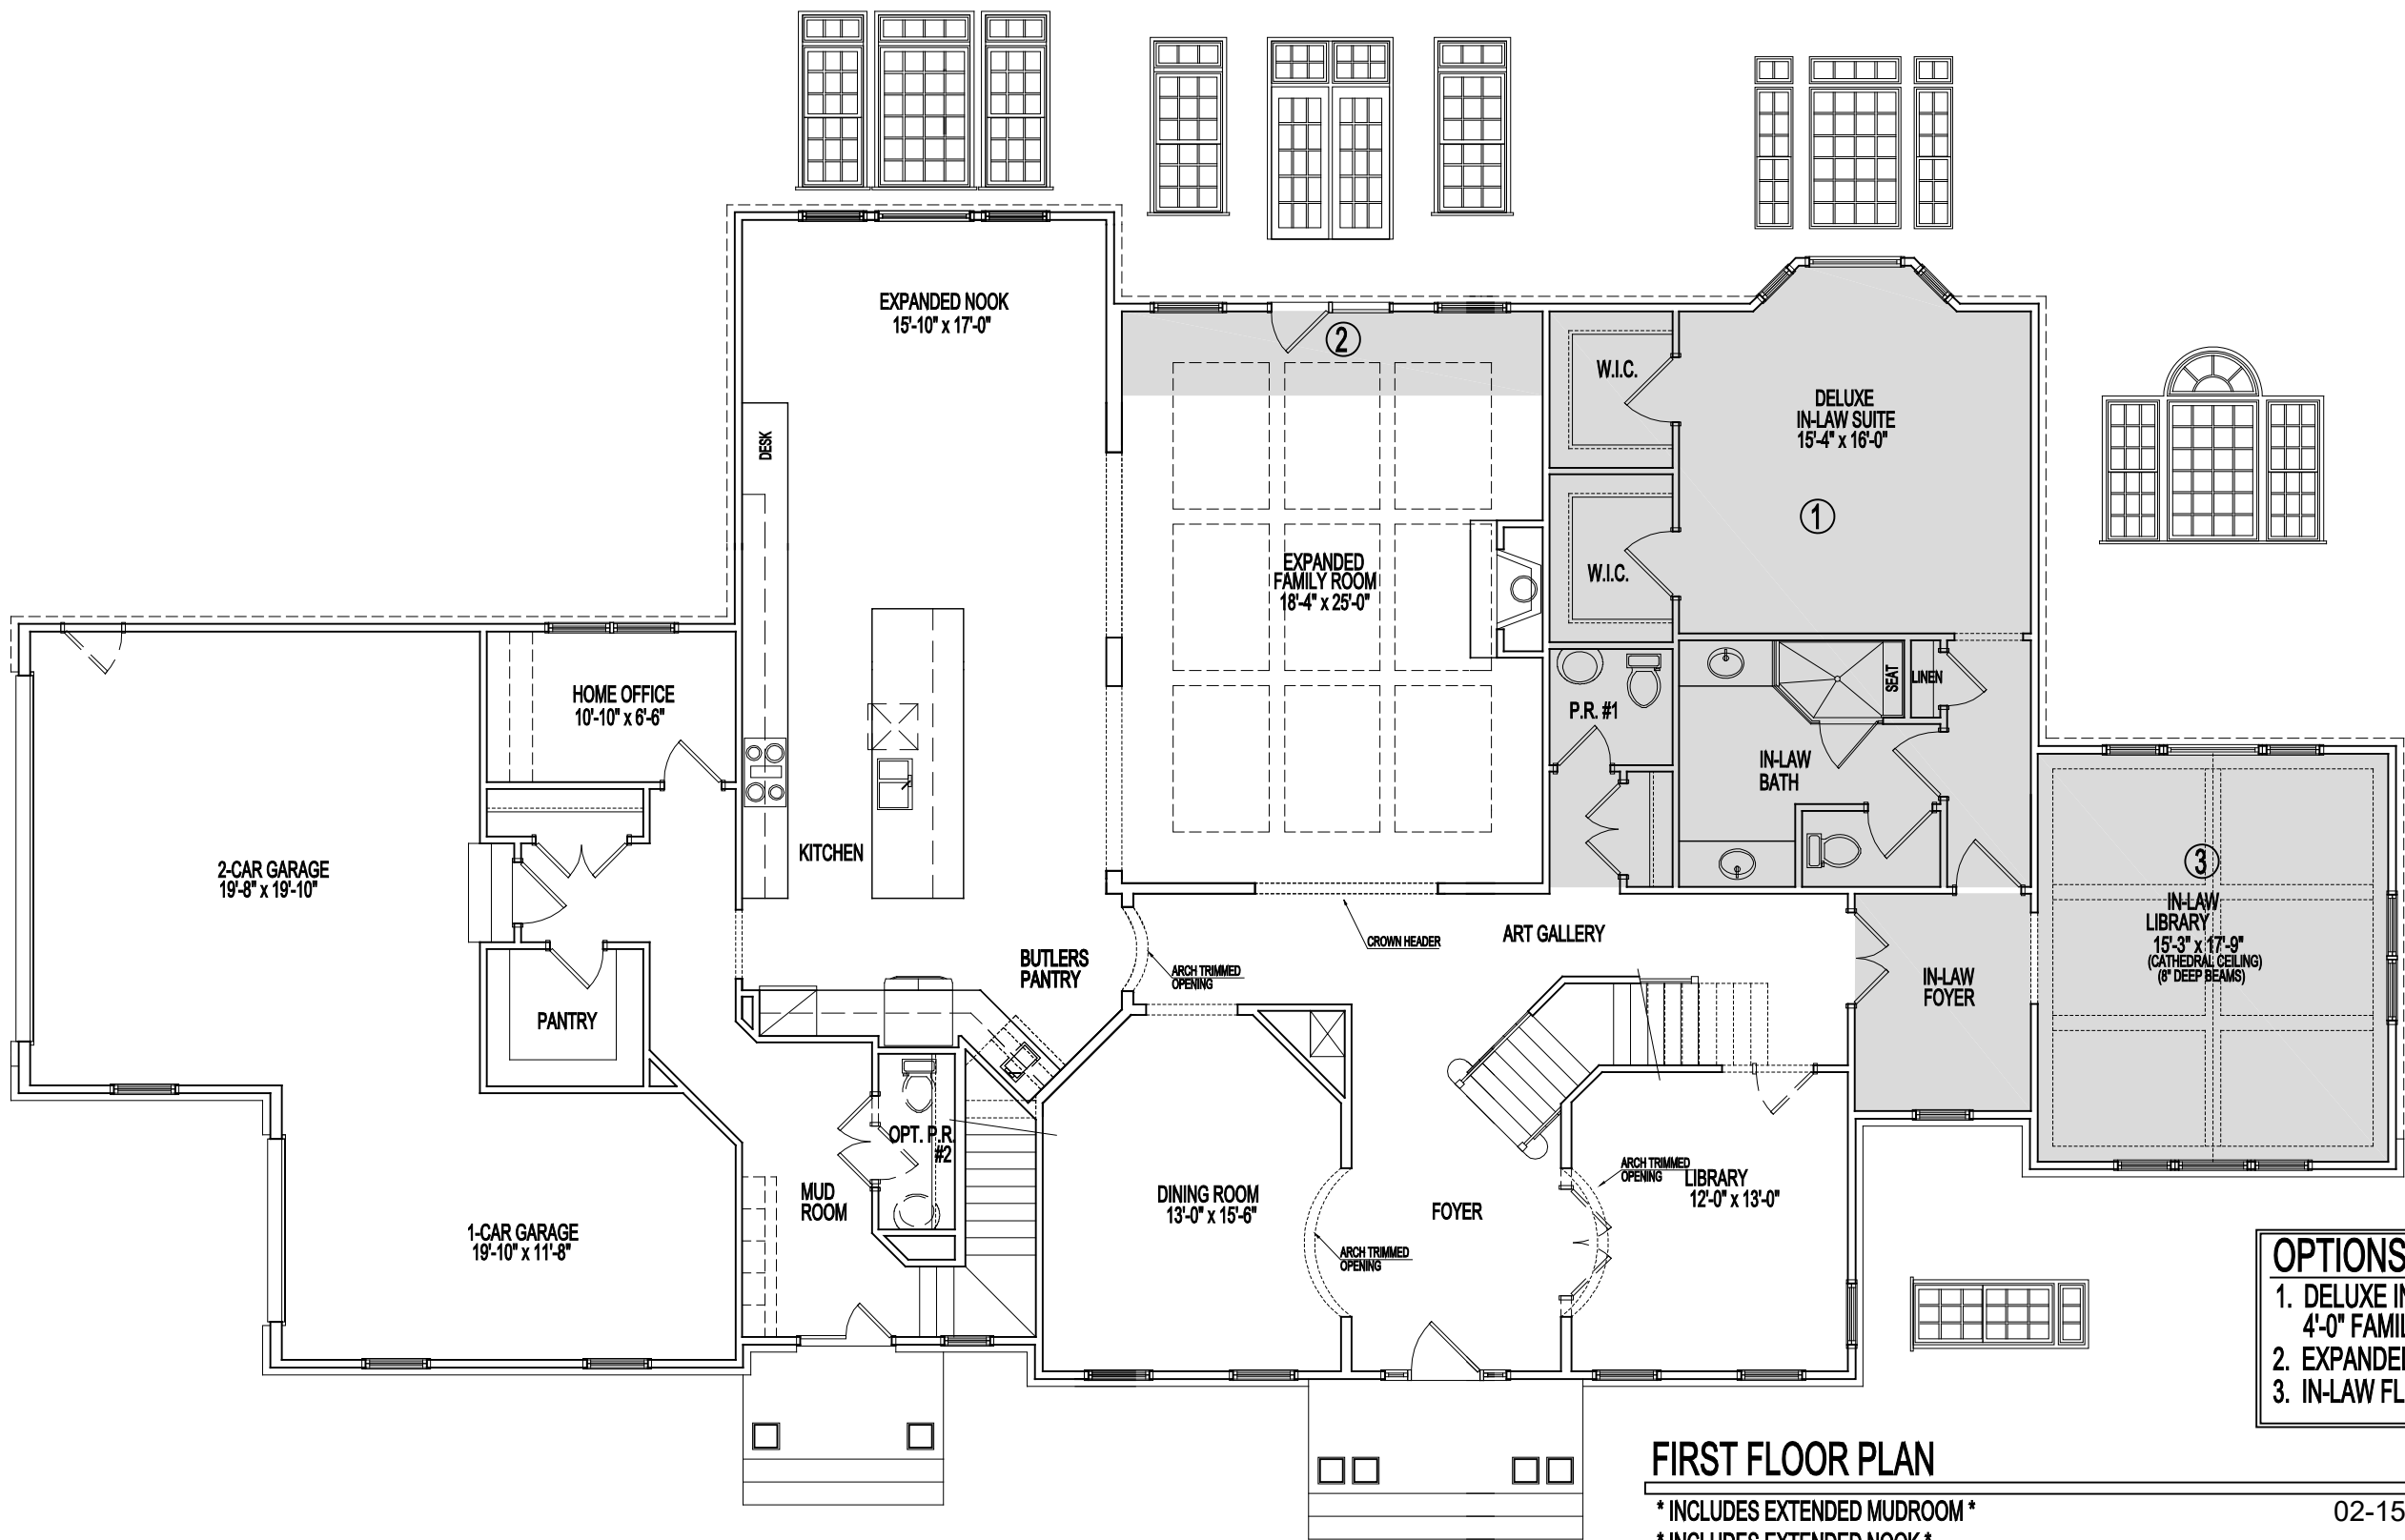 EXPANDED NOOK
15'-10" x 17'-0"
2
W.I.C.
DELUXE
IN-LAW SUITE
15'-4" x 16'-0"
DESK
1
EXPANDED
FAMILY ROOM
18'-4" x 25'-0"
W.I.C.
HOME OFFICE
10'-10" x 6'-6"
SEAT
LINEN
P.R. #1
IN-LAW
BATH
KITCHEN
2-CAR GARAGE
19'-8" x 19'-10"
3
IN-LAW
LIBRARY
15'-3" x 17'-9"
(CATHEDRAL CEILING)
(8" DEEP BEAMS)
CROWN HEADER
ART GALLERY
BUTLERS
PANTRY
ARCH TRIMMED
OPENING
IN-LAW
FOYER
PANTRY
OPT. P.R.
#2
MUD
ROOM
DINING ROOM
13'-0" x 15'-6"
FOYER
ARCH TRIMMED
OPENING
LIBRARY
12'-0" x 13'-0"
1-CAR GARAGE
19'-10" x 11'-8"
ARCH TRIMMED
OPENING
OPTIONS
1. DELUXE IN
4'-0" FAMIL
2. EXPANDE
3. IN-LAW FL
FIRST FLOOR PLAN
* INCLUDES EXTENDED MUDROOM *
02-15
* INCLUDES EXTENDED NOOK *